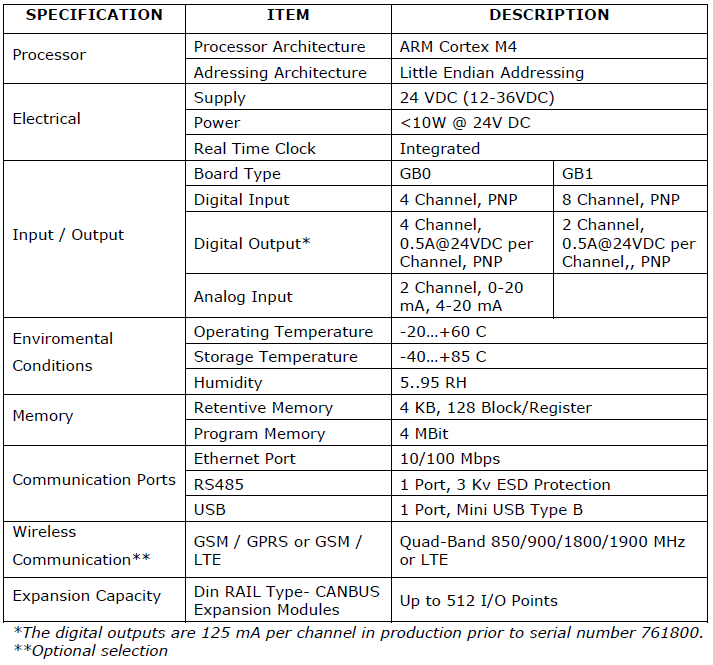 SPECIFICATION ITEM DESCRIPTION
Processor
Processor Architecture ARM Cortex M4
Adressing Architecture Little Endian Addressing
Electrical
Supply 24 VDC (12-36VDC)
Power <10W @ 24V DC
Real Time Clock Integrated
Input / Output
Board Type GB0 GB1
Digital Input 4 Channel, PNP 8 Channel, PNP
Digital Output*
4 Channel,
0.5A@24VDC per
Channel, PNP
2 Channel,
0.5A@24VDC per
Channel,, PNP
Analog Input
2 Channel, 0-20
mA, 4-20 mA
Enviromental
Conditions
Operating Temperature -20…+60 C
Storage Temperature -40…+85 C
Humidity 5..95 RH
Memory
Retentive Memory 4 KB, 128 Block/Register
Program Memory 4 MBit
Communication Ports
Ethernet Port 10/100 Mbps
RS485 1 Port, 3 Kv ESD Protection
USB 1 Port, Mini USB Type B
Wireless
Communication**
GSM / GPRS or GSM /
LTE
Quad-Band 850/900/1800/1900 MHz
or LTE
Expansion Capacity
Din RAIL Type- CANBUS
Expansion Modules
Up to 512 I/O Points
*The digital outputs are 125 mA per channel in production prior to serial number 761800.
**Optional selection